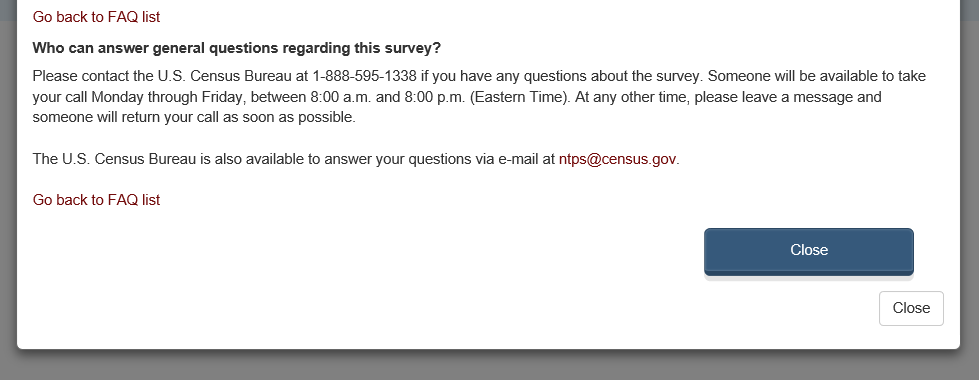 Go back to FAQ list
Who can answer general questions regarding this survey?
Please contact the U.S. Census Bureau at 1-888-595-1338 if you have any questions about the survey. Someone will be available to take
your call Monday through Friday, between 8:00 a.m. and 8:00 p.m. (Eastern Time). At any other time, please leave a message and
someone will return your call as soon as possible.
The U.S. Census Bureau is also available to answer your questions via e-mail at ntps@census.gov.
Go back to FAQ list
Close
Close